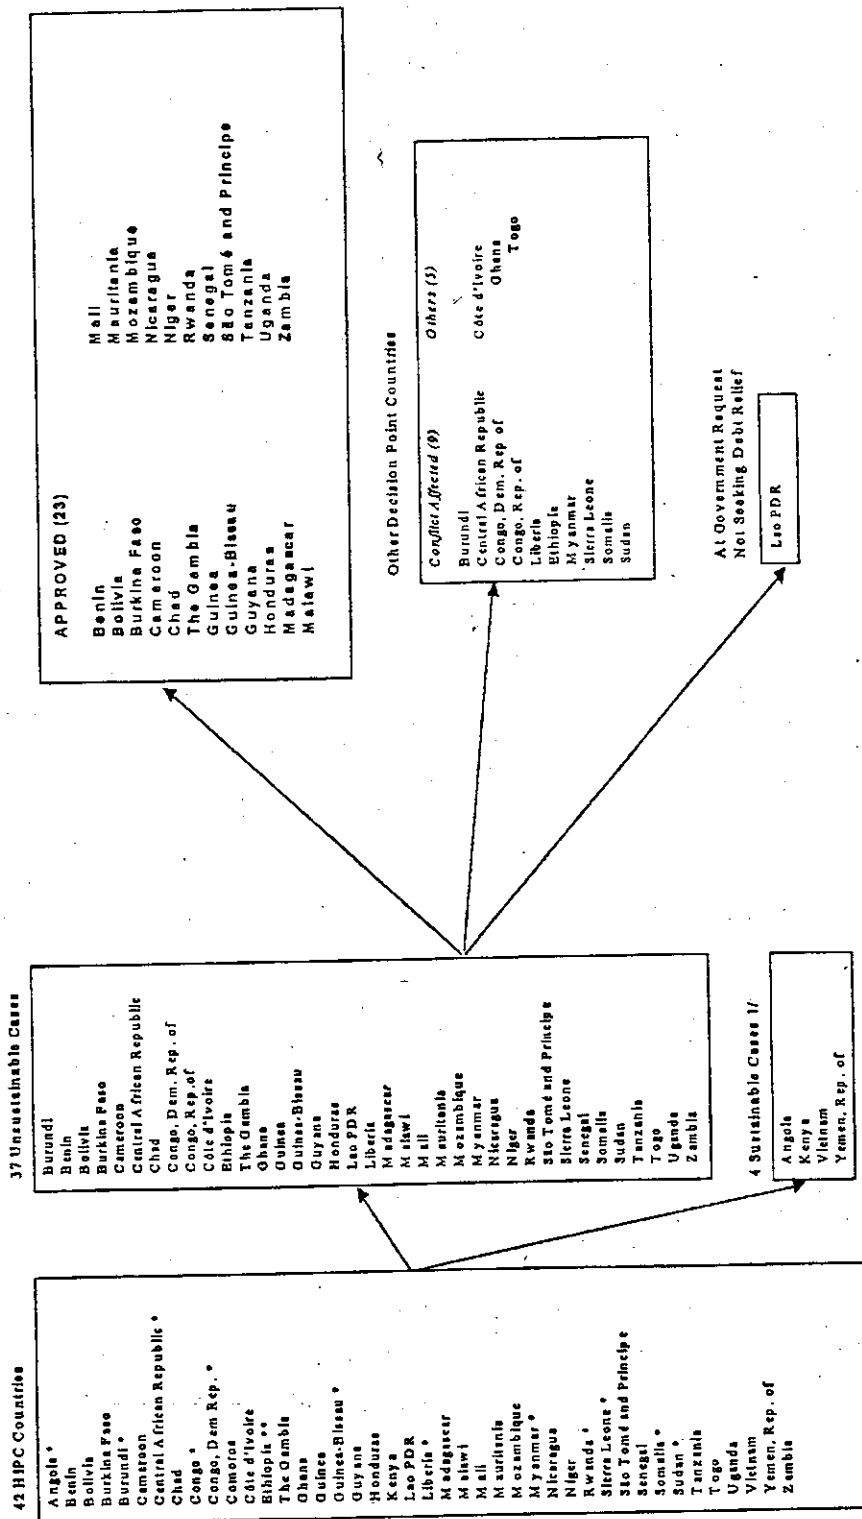 42 HIPC Countries
Angola *
Benin
Bolivia
Burkina Faso
Burundi *
Cameroon
Central African Republic *
Chad
Congo *
Congo, Dem Rep. *
Comoros
Côte d'Ivoire
Ethiopia **
The Gambia
Ghana
Guinea
Guinea-Bissau *
Guyana
Honduras
Kenya
Lao PDR
Liberia *
Madagascar
Malawi
Mali
Mauritania
Mozambique
Myanmar *
Nicaragua
Niger
Rwanda *
Sierra Leone *
São Tomé and Principe
Senegal
Somalia *
Sudan *
Tanzania
Togo
Uganda
Vietnam
Yemen, Rep. of
Zambia
37 Unsustainable Cases
Burundi
Benin
Bolivia
Burkina Faso
Cameroon
Central African Republic
Chad
Congo, Dem. Rep. of
Congo, Rep. of
Côte d'Ivoire
Ethiopia
The Gambia
Ghana
Guinea
Guinea-Bissau
Guyana
Honduras
Lao PDR
Liberia
Madagascar
Malawi
Mali
Mauritania
Mozambique
Myanmar
Nicaragua
Niger
Rwanda
São Tomé and Principe
Sierra Leone
Senegal
Somalia
Sudan
Tanzania
Togo
Uganda
Zambia
4 Sustainable Cases 1/
Angola
Kenya
Vietnam
Yemen, Rep. of
APPROVED (23)
Benin
Bolivia
Burkina Faso
Cameroon
Chad
The Gambia
Guinea
Guinea-Bissau
Guyana
Honduras
Madagascar
Malawi
Mali
Mauritania
Mozambique
Nicaragua
Niger
Rwanda
Senegal
São Tomé and Principe
Tanzania
Uganda
Zambia
Other Decision Point Countries
Conflict Affected (9)
Burundi
Central African Republic
Congo, Dem. Rep of
Congo, Rep. of
Liberia
Ethiopia
Myanmar
Sierra Leone
Somalia
Sudan
Others (5)
Côte d'Ivoire
Ghana
Togo
At Government Request
Not Seeking Debt Relief
Lao PDR